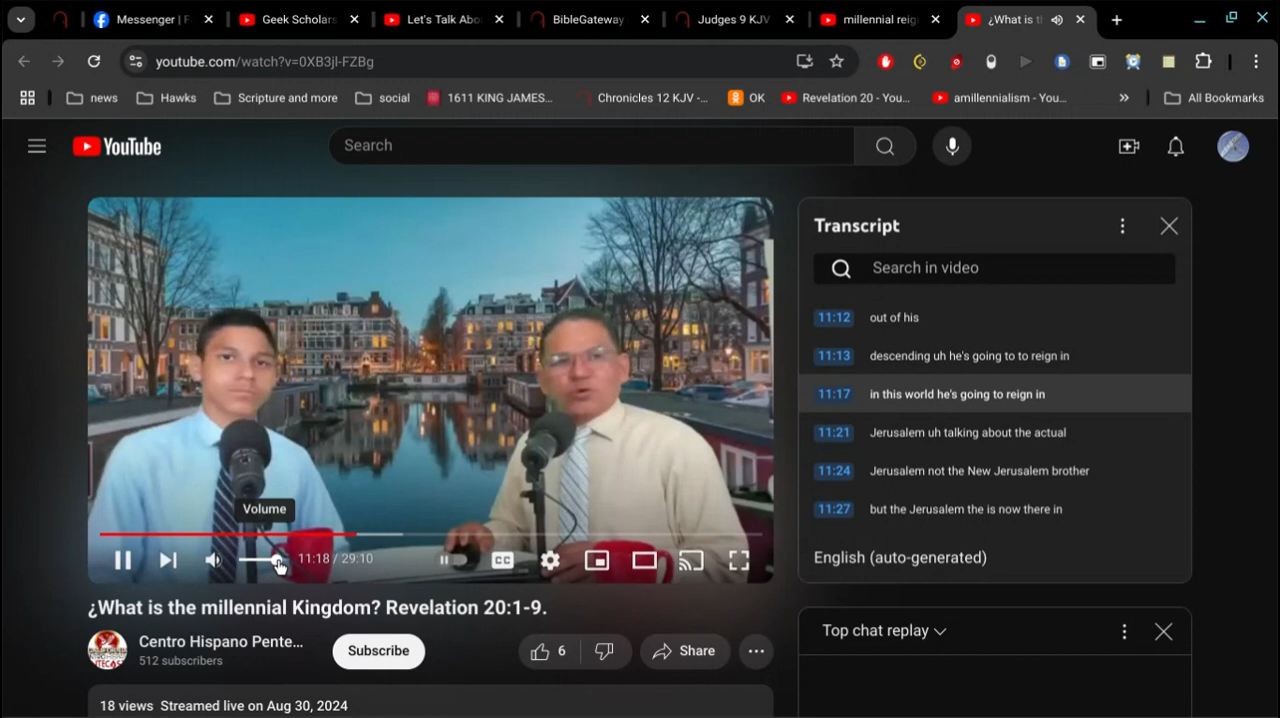 Messenger | F
Geek Scholars
Let's Talk Abo
BibleGateway
Judges 9 KJV
millennial reig
¿What is th
youtube.com/watch?v=0XB3jl-FZBg
news
Hawks
Scripture and more
social
1611 KING JAMES...
Chronicles 12 KJV -...
OK
Revelation 20 - You...
amillennialism - You...
»
All Bookmarks
YouTube
Search
Transcript
Search in video
11:12 out of his
11:13 descending uh he's going to to reign in
11:17 in this world he's going to reign in
11:21 Jerusalem uh talking about the actual
11:24 Jerusalem not the New Jerusalem brother
11:27 but the Jerusalem the is now there in
English (auto-generated)
Volume
11:18 / 29:10
CC
¿What is the millennial Kingdom? Revelation 20:1-9.
Centro Hispano Pente...
512 subscribers
Subscribe
6
Share
Top chat replay
18 views Streamed live on Aug 30, 2024